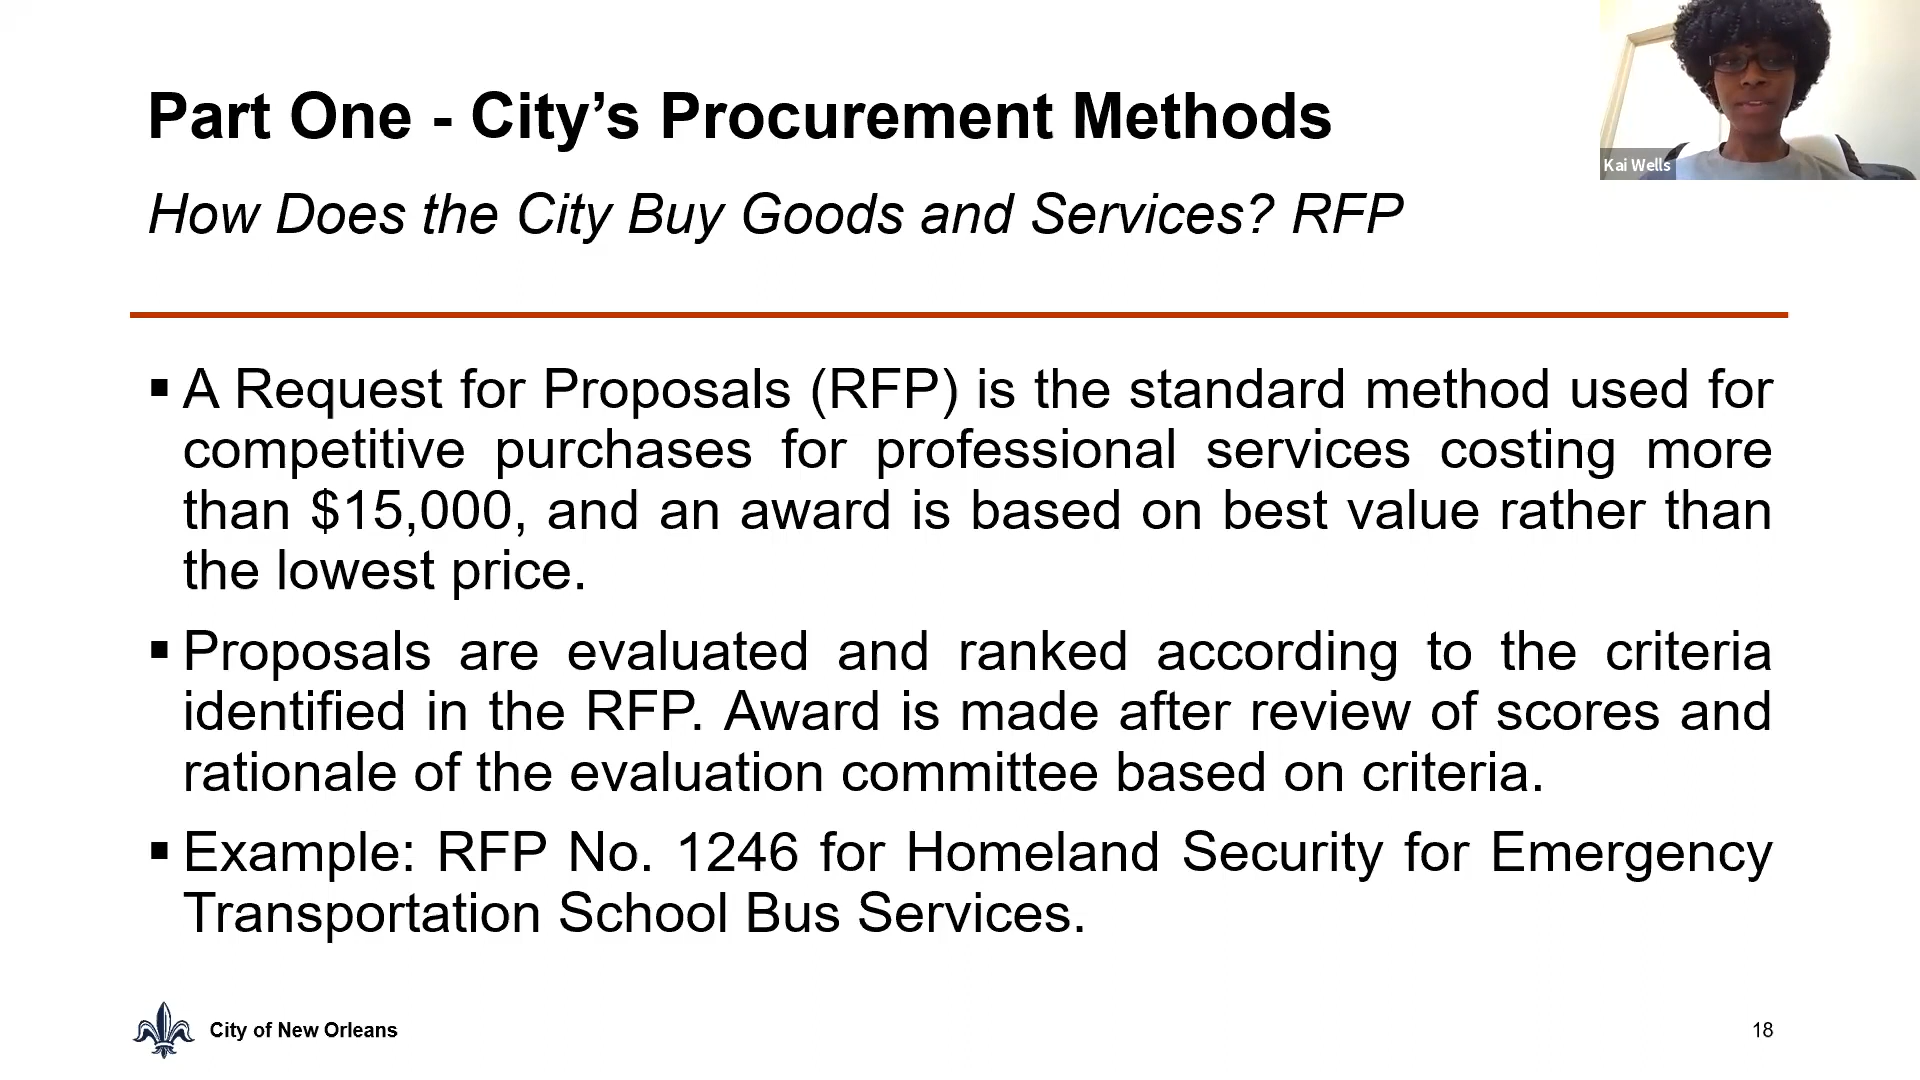 Part One - City’s Procurement Methods
Kai Wells
How Does the City Buy Goods and Services? RFP
▪ A Request for Proposals (RFP) is the standard method used for
competitive purchases for professional services costing more
than $15,000, and an award is based on best value rather than
the lowest price.
▪ Proposals are evaluated and ranked according to the criteria
identified in the RFP. Award is made after review of scores and
rationale of the evaluation committee based on criteria.
▪ Example: RFP No. 1246 for Homeland Security for Emergency
Transportation School Bus Services.
City of New Orleans
18